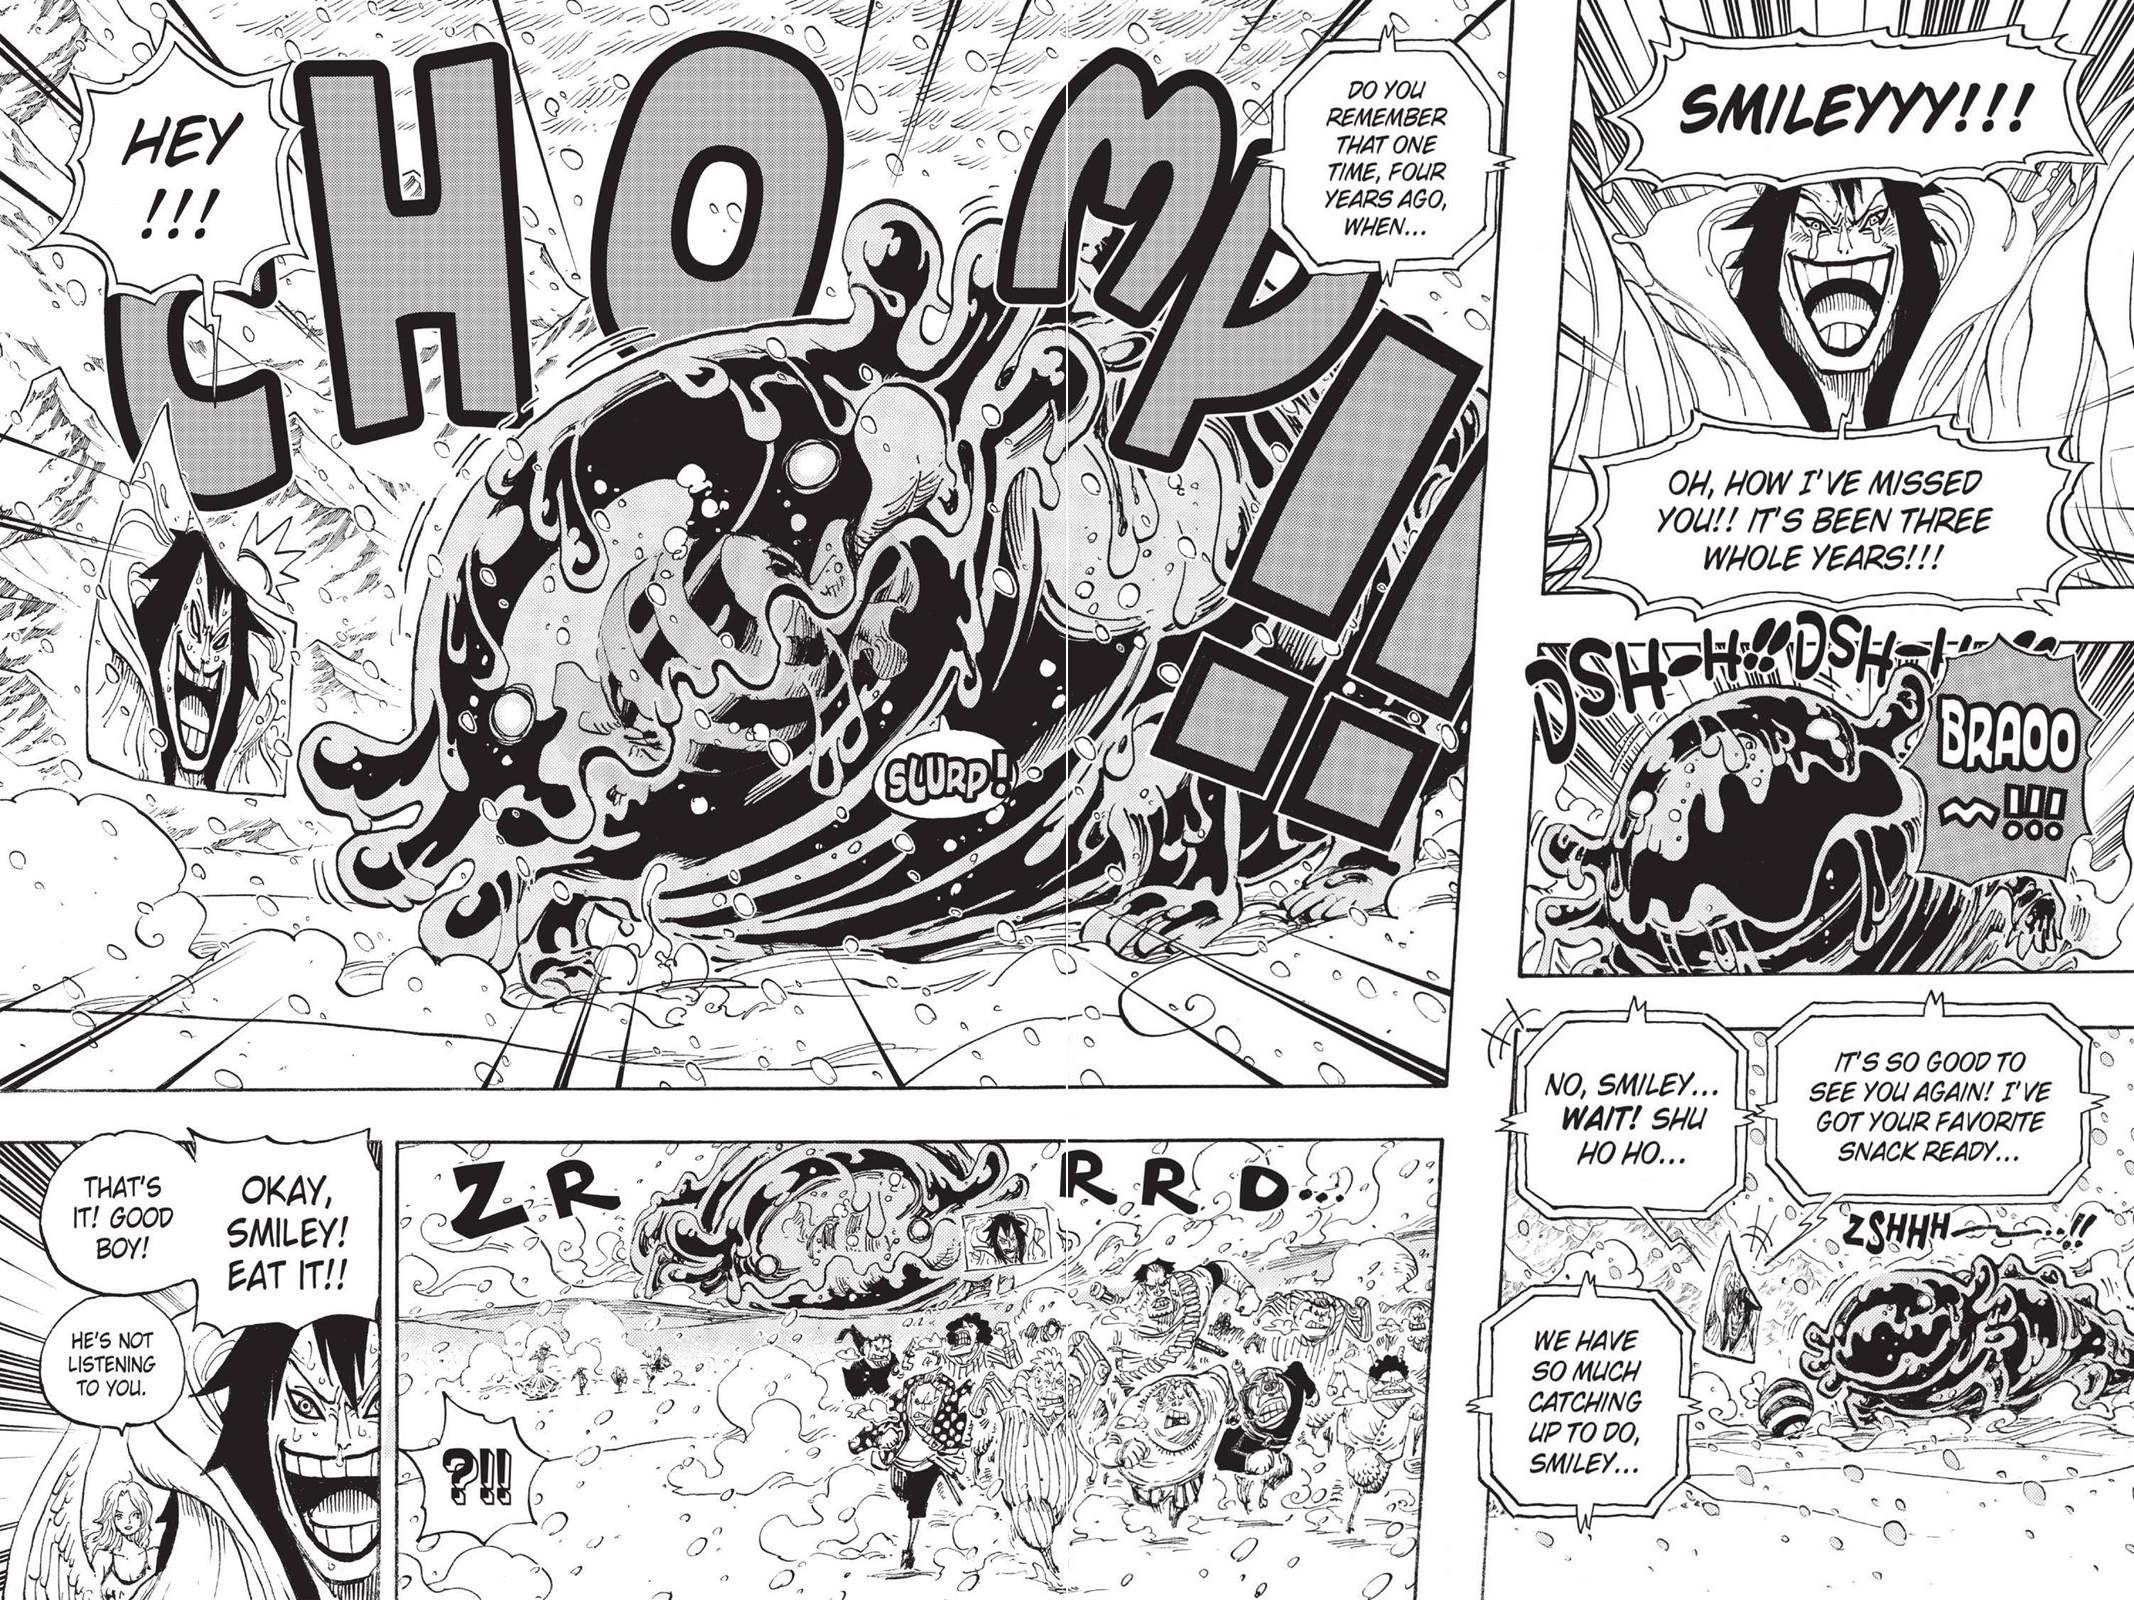 SMILEYYY!!!
OH, HOW I'VE MISSED
YOU!! IT'S BEEN THREE
WHOLE YEARS!!!
DSH-H!! DSH-H!!
BRAOO
~!!!
IT'S SO GOOD TO
SEE YOU AGAIN! I'VE
GOT YOUR FAVORITE
SNACK READY...
NO, SMILEY...
WAIT! SHU
HO HO...
ZSHHH—...!!
WE HAVE
SO MUCH
CATCHING
UP TO DO,
SMILEY...
DO YOU
REMEMBER
THAT ONE
TIME, FOUR
YEARS AGO,
WHEN...
CHOMP!!
HEY
!!!
SLURP!
ZRRRD...
?!!
OKAY,
SMILEY!
EAT IT!!
THAT'S
IT! GOOD
BOY!
HE'S NOT
LISTENING
TO YOU.